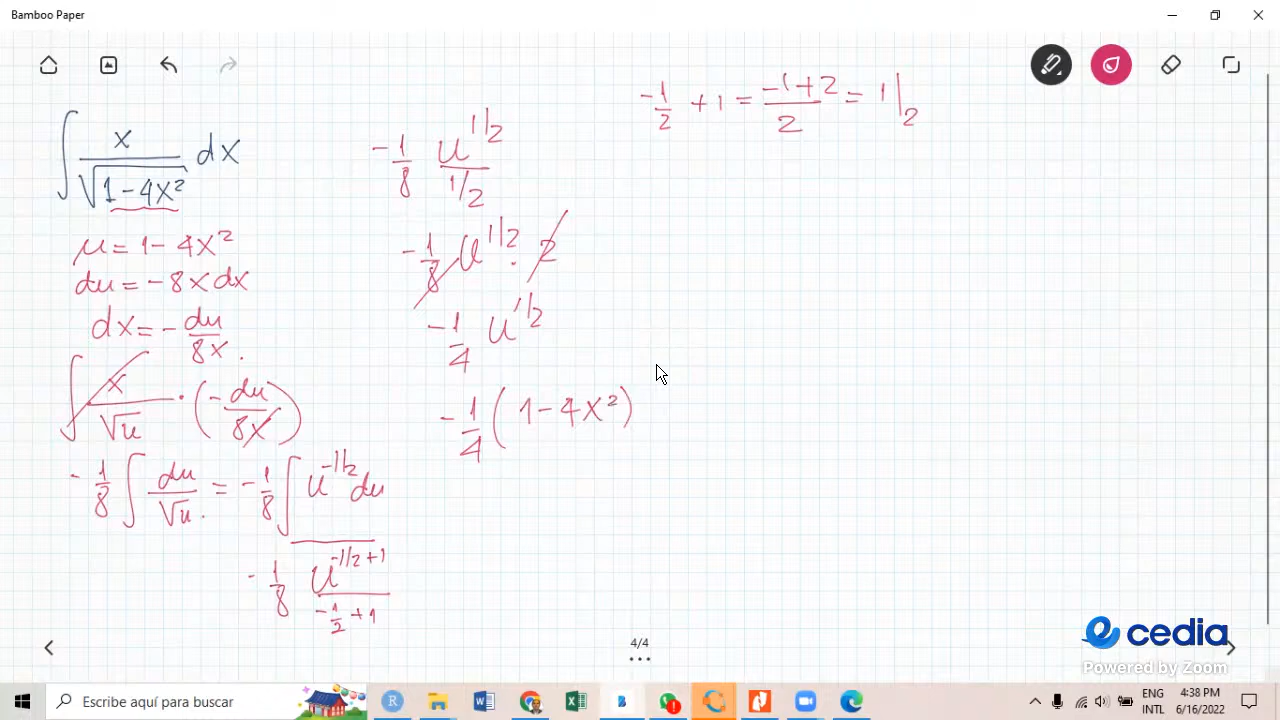 Bamboo Paper
∫ x / √(1 - 4x²) dx
u = 1 - 4x²
du = -8x dx
dx = - du/8x .
∫ x/√u · (- du/8x)
- 1/8 ∫ du/√u = - 1/8 ∫ u^(-1/2) du
- 1/8 u^(-1/2 + 1) / (-1/2 + 1)
- 1/8 u^(1/2) / (1/2)
- 1/8 u^(1/2) · 2
- 1/4 u^(1/2)
- 1/4 ( 1 - 4x² )
- 1/2 + 1 = (-1 + 2)/2 = 1/2
4/4
cedia
Powered by Zoom
Escribe aquí para buscar
ENG
INTL
4:38 PM
6/16/2022